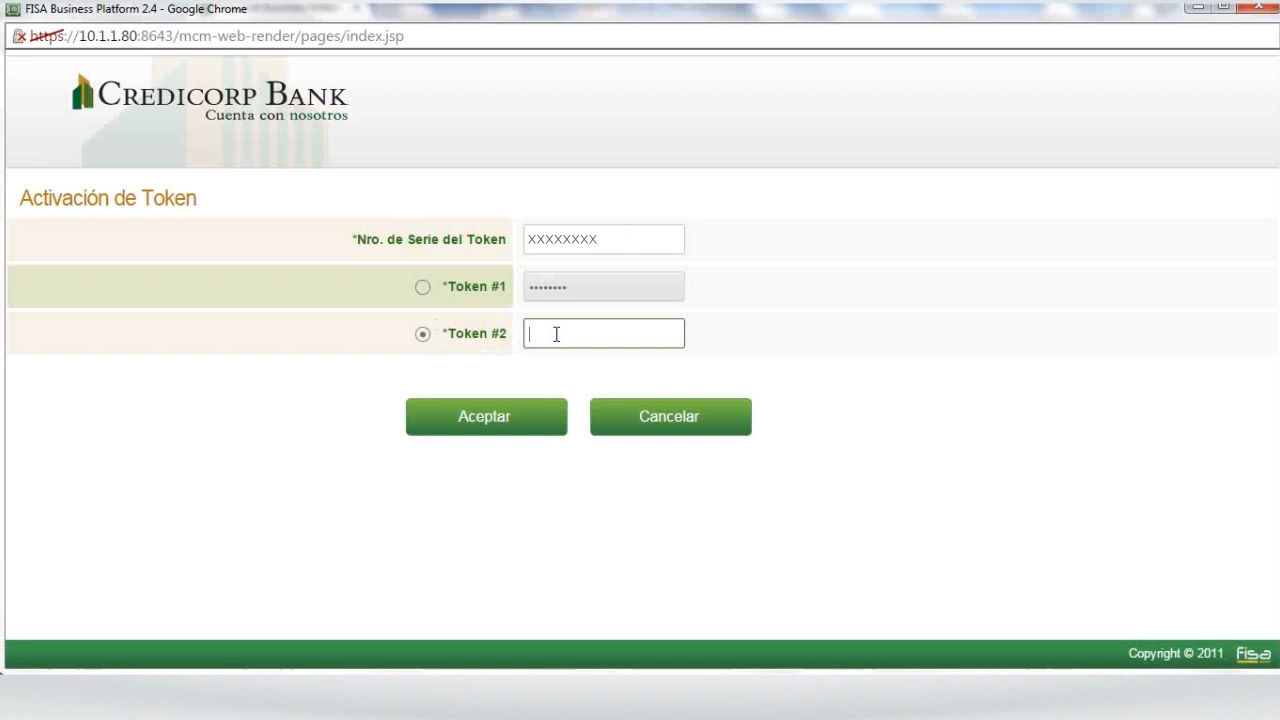 FISA Business Platform 2.4 - Google Chrome
https://10.1.1.80:8643/mcm-web-render/pages/index.jsp
CREDICORP BANK
Cuenta con nosotros
Activación de Token
*Nro. de Serie del Token XXXXXXXX
*Token #1 ••••••••
*Token #2
Aceptar Cancelar
Copyright © 2011 Fisa